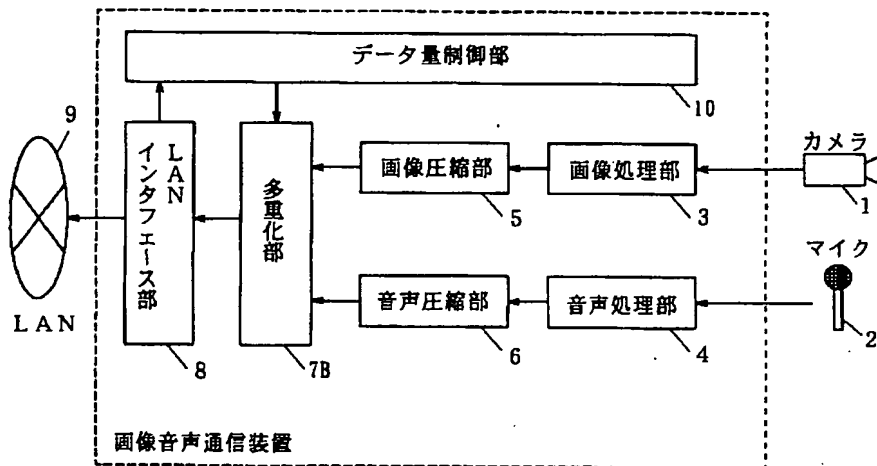 データ量制御部
10
9
LAN
インタフェース部
LAN
8
多重化部
7B
画像圧縮部
5
画像処理部
3
カメラ
1
音声圧縮部
6
音声処理部
4
マイク
2
画像音声通信装置